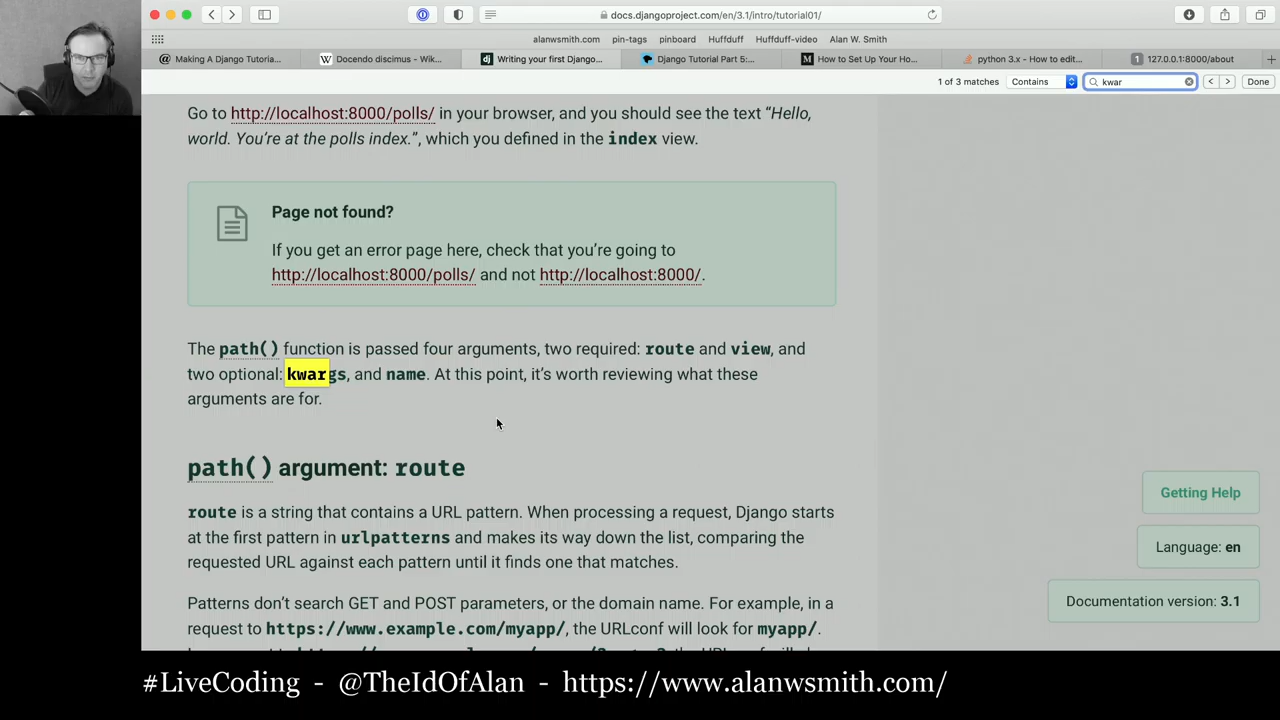 docs.djangoproject.com/en/3.1/intro/tutorial01/
alanwsmith.com pin-tags pinboard Huffduff Huffduff-video Alan W. Smith
Making A Django Tutoria... Docendo discimus - Wik... Writing your first Django... Django Tutorial Part 5:... How to Set Up Your Ho... python 3.x - How to edit... 1 127.0.0.1:8000/about
1 of 3 matches Contains kwar Done
Go to http://localhost:8000/polls/ in your browser, and you should see the text “Hello,
world. You’re at the polls index.”, which you defined in the index view.
Page not found?
If you get an error page here, check that you’re going to
http://localhost:8000/polls/ and not http://localhost:8000/.
The path() function is passed four arguments, two required: route and view, and
two optional: kwargs, and name. At this point, it’s worth reviewing what these
arguments are for.
path() argument: route
route is a string that contains a URL pattern. When processing a request, Django starts
at the first pattern in urlpatterns and makes its way down the list, comparing the
requested URL against each pattern until it finds one that matches.
Patterns don’t search GET and POST parameters, or the domain name. For example, in a
request to https://www.example.com/myapp/, the URLconf will look for myapp/.
Getting Help
Language: en
Documentation version: 3.1
#LiveCoding - @TheIdOfAlan - https://www.alanwsmith.com/